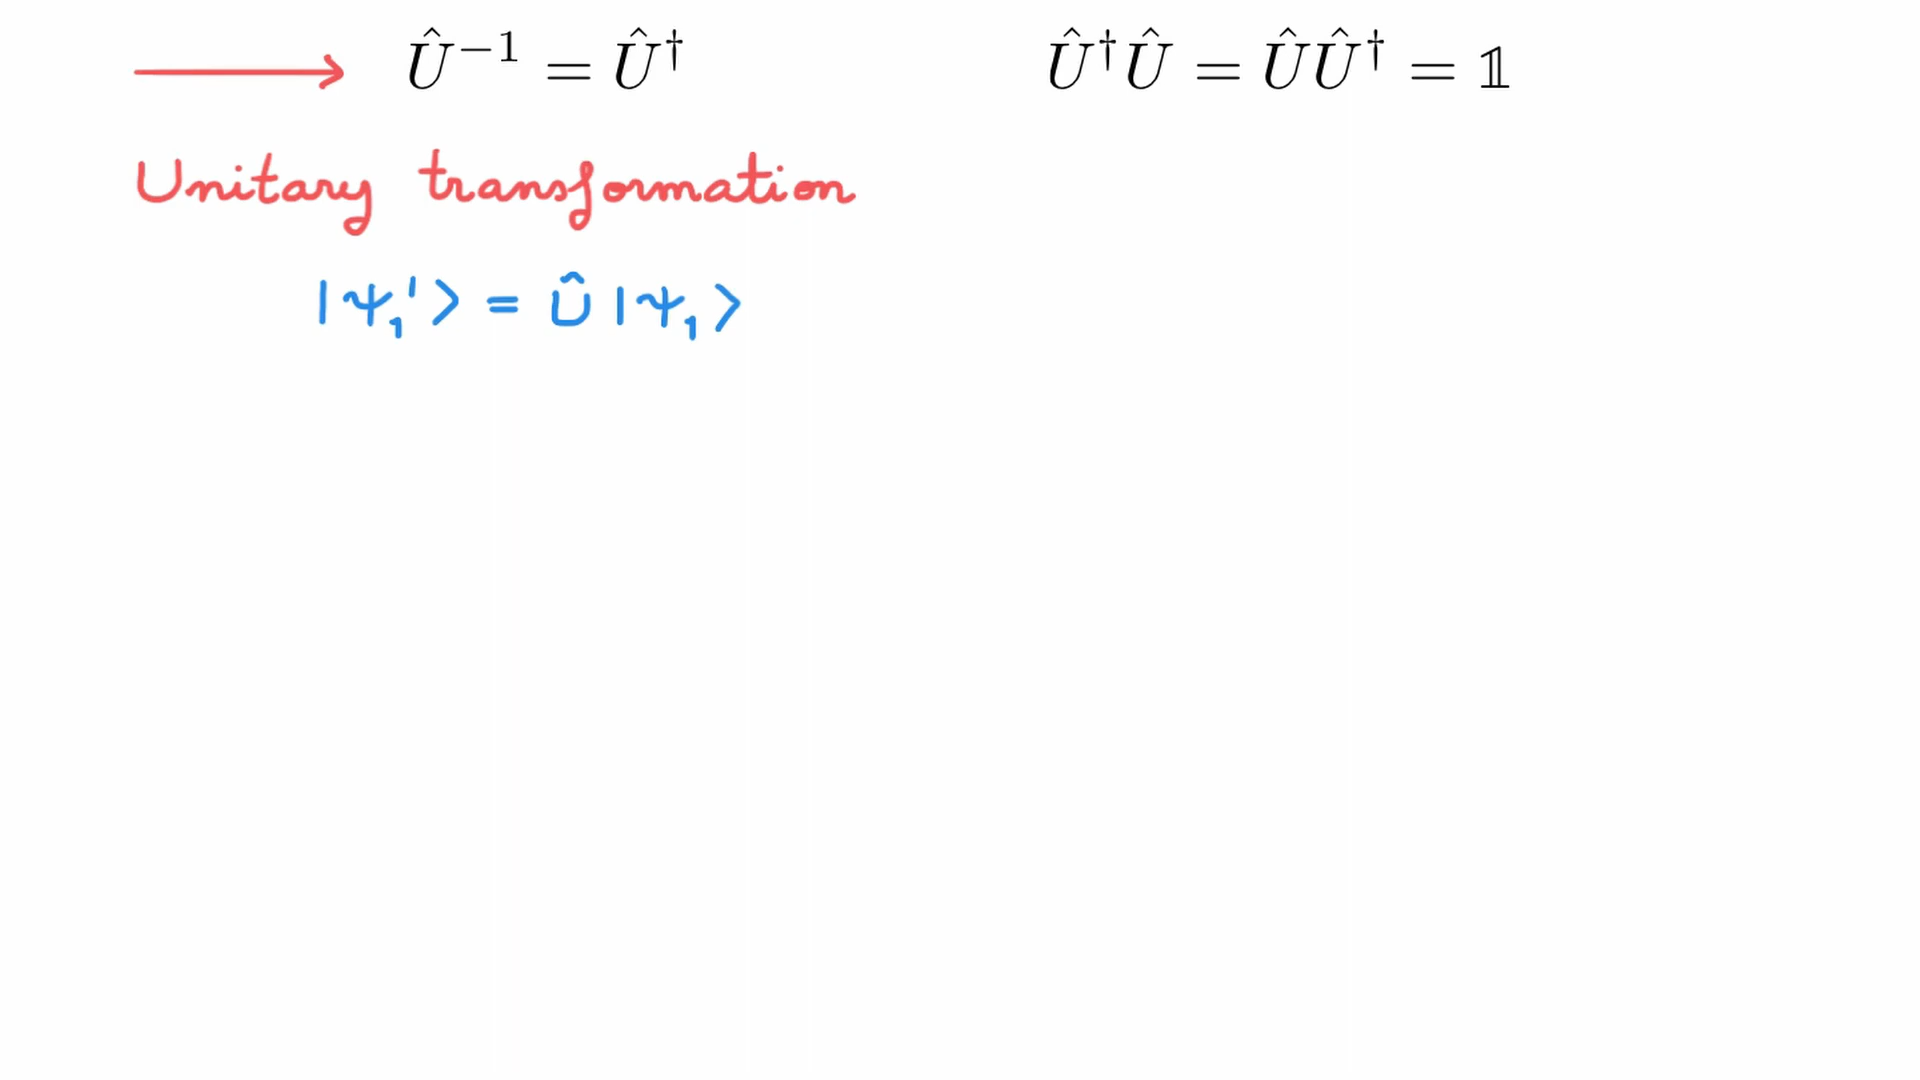 Û⁻¹ = Û† Û†Û = ÛÛ† = 𝟙
Unitary transformation
|ψ₁'> = Û |ψ₁>